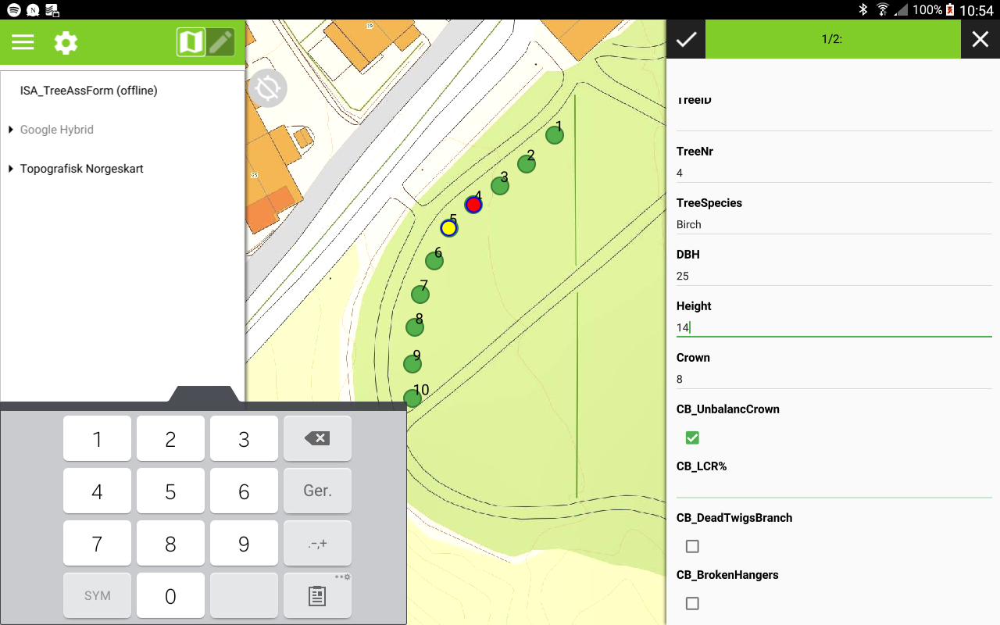 100% 10:54
1/2:
ISA_TreeAssForm (offline)
Google Hybrid
Topografisk Norgeskart
19
25
1
2
3
4
5
6
7
8
9
10
TreeID
TreeNr
4
TreeSpecies
Birch
DBH
25
Height
14
Crown
8
CB_UnbalancCrown
CB_LCR%
CB_DeadTwigsBranch
CB_BrokenHangers
1 2 3
4 5 6 Ger.
7 8 9 .-,+
SYM 0